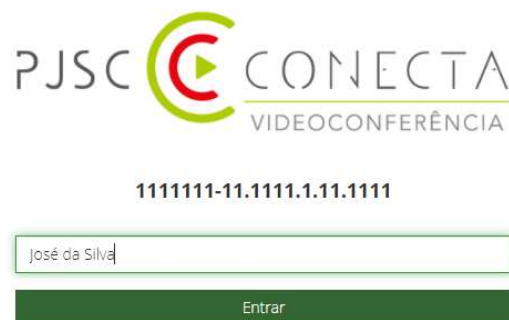 PJSC CONECTA
VIDEOCONFERÊNCIA
1111111-11.1111.1.11.1111
José da Silva
Entrar